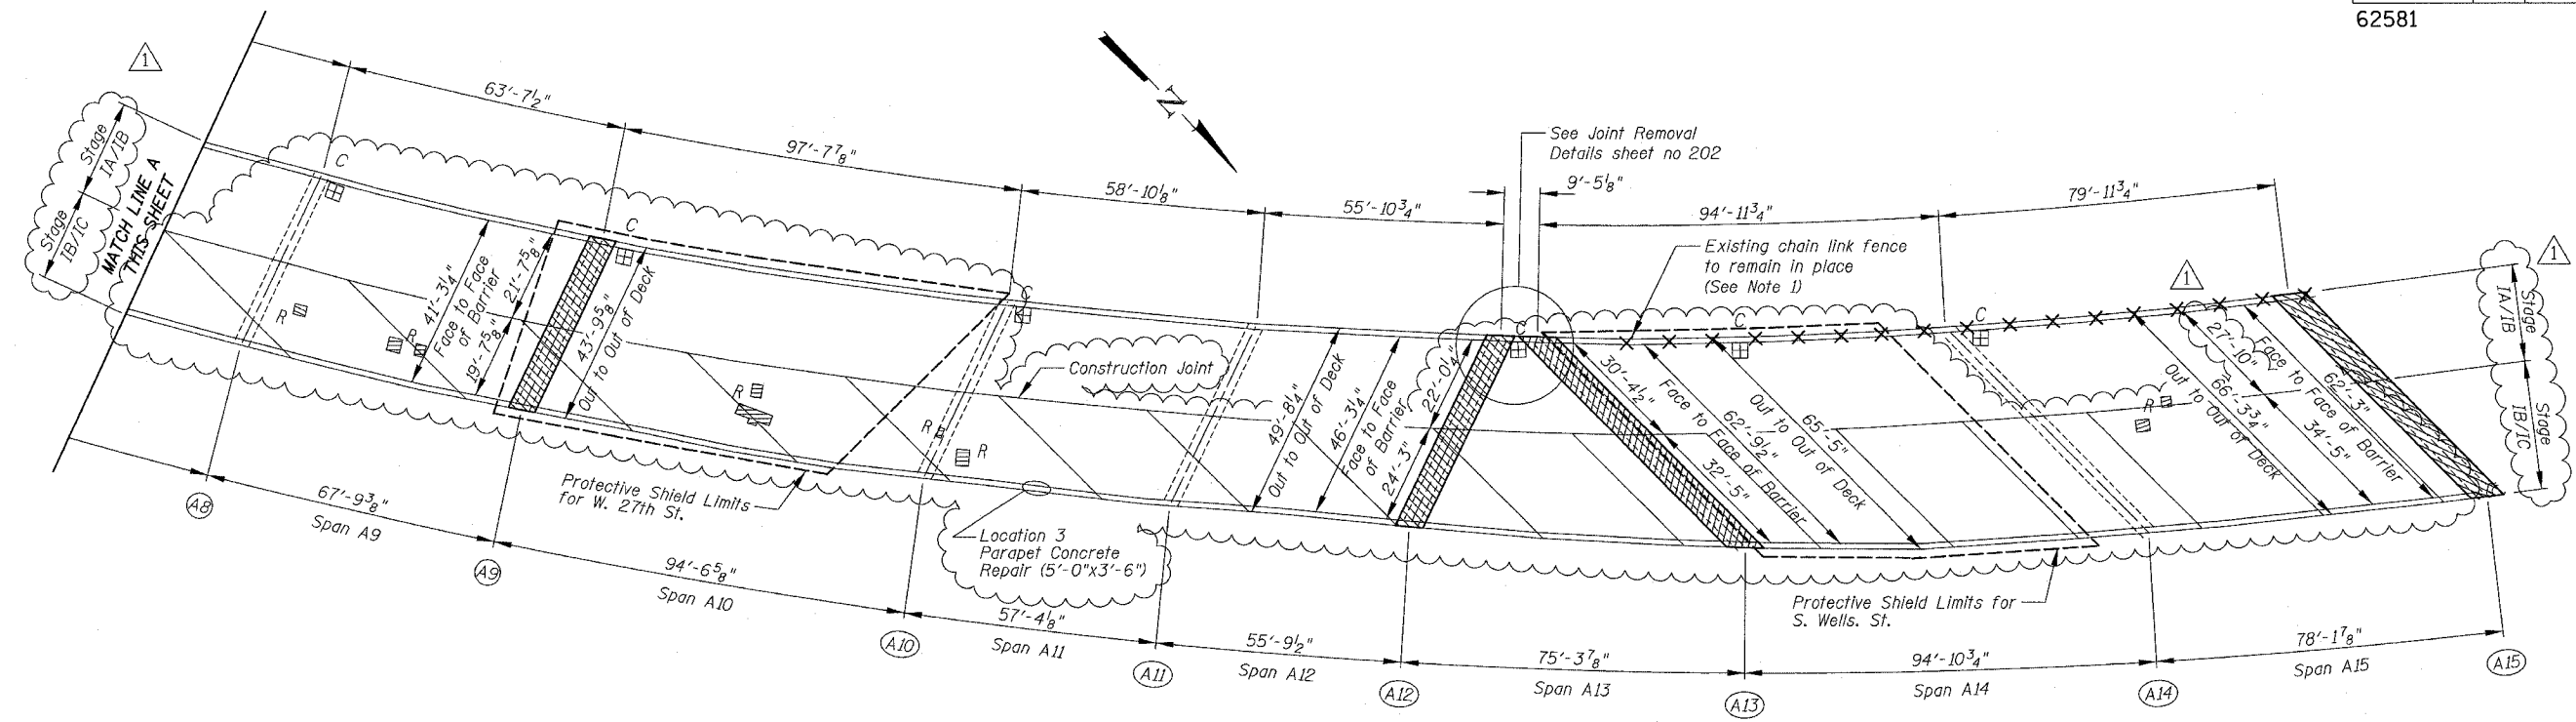 62581
1
Stage
IA/IB
Stage
IB/IC
MATCH LINE A
THIS SHEET
63'-7½"
97'-7⅞"
58'-10⅛"
55'-10¾"
9'-5⅛"
94'-11¾"
79'-11¾"
N
See Joint Removal
Details sheet no 202
Existing chain link fence
to remain in place
(See Note 1)
1
1
Stage
IA/IB
Stage
IB/IC
C
C
C
C
C
C
R
R
R
R
R
R
41'-3¼"
Face to Face
of Barrier
21'-7⅝"
19'-7⅝"
43'-9⅝"
Out to Out of Deck
Construction Joint
49'-8¼"
Out to Out of Deck
46'-3¼"
Face to Face
of Barrier
22'-0¼"
24'-3"
30'-4½"
32'-5"
Face to Face of Barrier
62'-9½"
Out to Out of Deck
65'-5"
27'-10"
34'-5"
Face to Face of Barrier
62'-3"
66'-3¾"
Out to Out of Deck
Protective Shield Limits
for W. 27th St.
Location 3
Parapet Concrete
Repair (5'-0"x3'-6")
Protective Shield Limits for
S. Wells. St.
A8
67'-9⅜"
Span A9
A9
94'-6⅝"
Span A10
A10
57'-4⅛"
Span A11
A11
55'-9½"
Span A12
A12
75'-3⅞"
Span A13
A13
94'-10¾"
Span A14
A14
78'-1⅞"
Span A15
A15